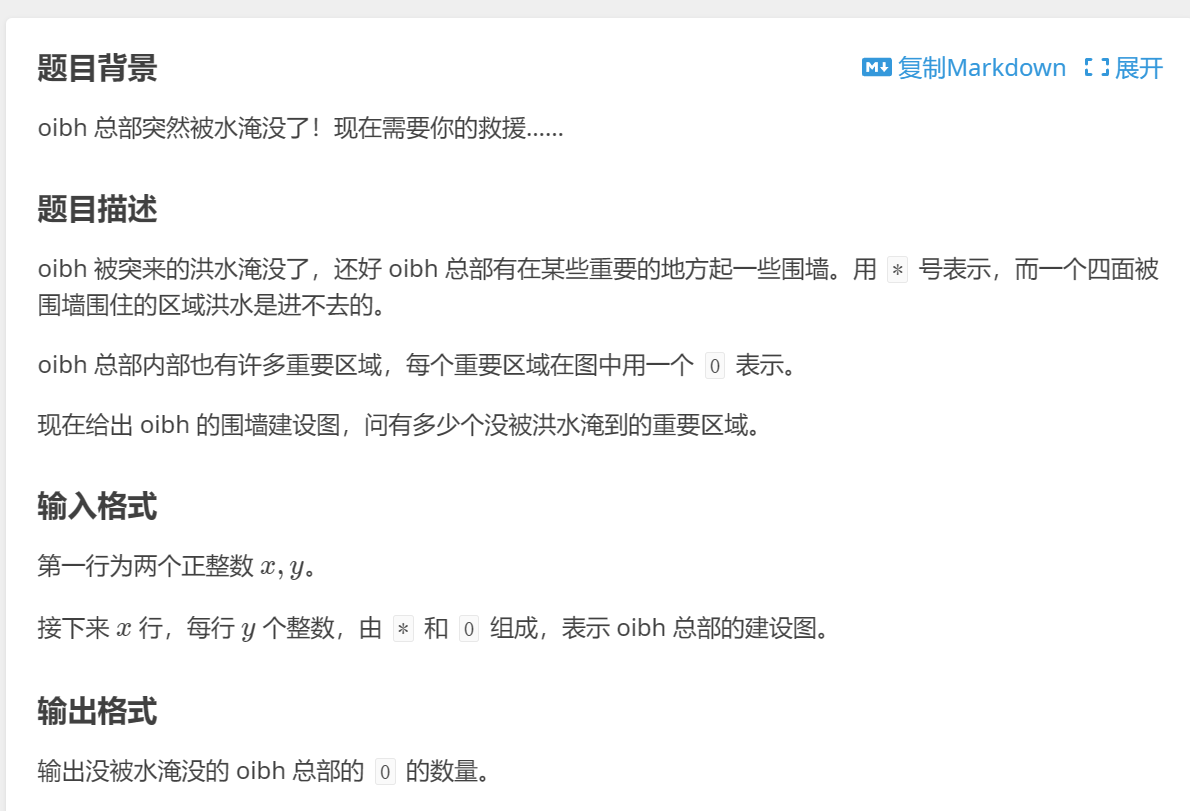 题目背景
复制Markdown 展开
oibh 总部突然被水淹没了！现在需要你的救援……
题目描述
oibh 被突来的洪水淹没了，还好 oibh 总部有在某些重要的地方起一些围墙。用 * 号表示，而一个四面被
围墙围住的区域洪水是进不去的。
oibh 总部内部也有许多重要区域，每个重要区域在图中用一个 0 表示。
现在给出 oibh 的围墙建设图，问有多少个没被洪水淹到的重要区域。
输入格式
第一行为两个正整数 x, y。
接下来 x 行，每行 y 个整数，由 * 和 0 组成，表示 oibh 总部的建设图。
输出格式
输出没被水淹没的 oibh 总部的 0 的数量。